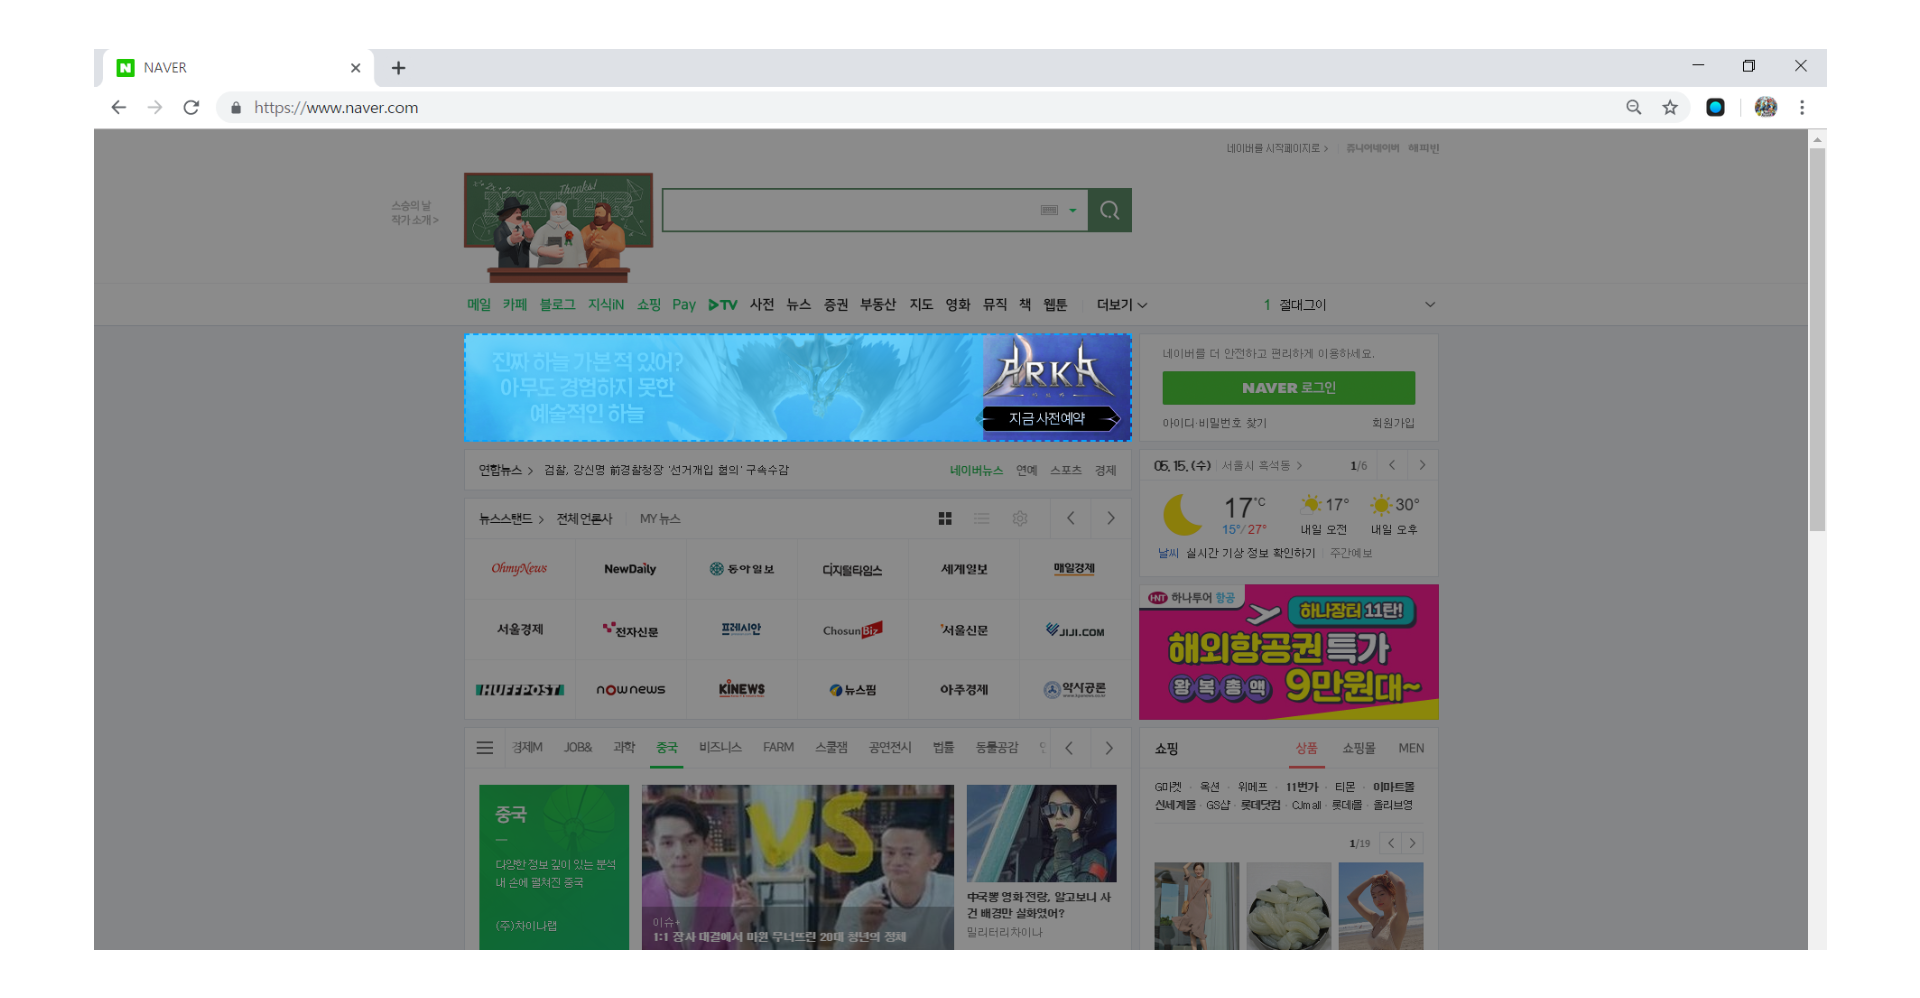 NAVER
https://www.naver.com
네이버를 시작페이지로 > 쥬니어네이버 해피빈
스승의 날
작가 소개 >
Thanks!
NAVER
메일 카페 블로그 지식iN 쇼핑 Pay TV 사전 뉴스 증권 부동산 지도 영화 뮤직 책 웹툰 더보기
1 절대그이
진짜 하늘 가본 적 있어?
아무도 경험하지 못한
예술적인 하늘
ARKA
지금 사전예약
네이버를 더 안전하고 편리하게 이용하세요.
NAVER 로그인
아이디·비밀번호 찾기 회원가입
연합뉴스 > 검찰, 강신명 前경찰청장 '선거개입 혐의' 구속수감
네이버뉴스 연예 스포츠 경제
05. 15. (수) 서울시 흑석동 > 1/6
17°C 17° 30°
15°/27° 내일 오전 내일 오후
날씨 실시간 기상 정보 확인하기 주간예보
뉴스스탠드 > 전체 언론사 MY 뉴스
OhmyNews NewDaily 동아일보 디지털타임스 세계일보 매일경제
서울경제 전자신문 프레시안 ChosunBiz 서울신문 JIJI.COM
HUFFPOST nownews KINEWS 뉴스핌 아주경제 약사공론
HNT 하나투어 항공
하나장터 11탄!
해외항공권 특가
왕복총액 9만원대~
경제M JOB& 과학 중국 비즈니스 FARM 스쿨잼 공연전시 법률 동물공감
쇼핑 상품 쇼핑몰 MEN
G마켓 · 옥션 · 위메프 · 11번가 · 티몬 · 이마트몰
신세계몰 · GS샵 · 롯데닷컴 · CJmall · 롯데몰 · 올리브영
1/19
중국
다양한 정보 깊이 있는 분석
내 손에 펼쳐진 중국
(주)차이나랩
VS
이슈+
1:1 장사 대결에서 마윈 무너뜨린 20대 청년의 정체
中국뽕 영화 전랑, 알고보니 사
건 배경만 실화였어?
밀리터리차이나